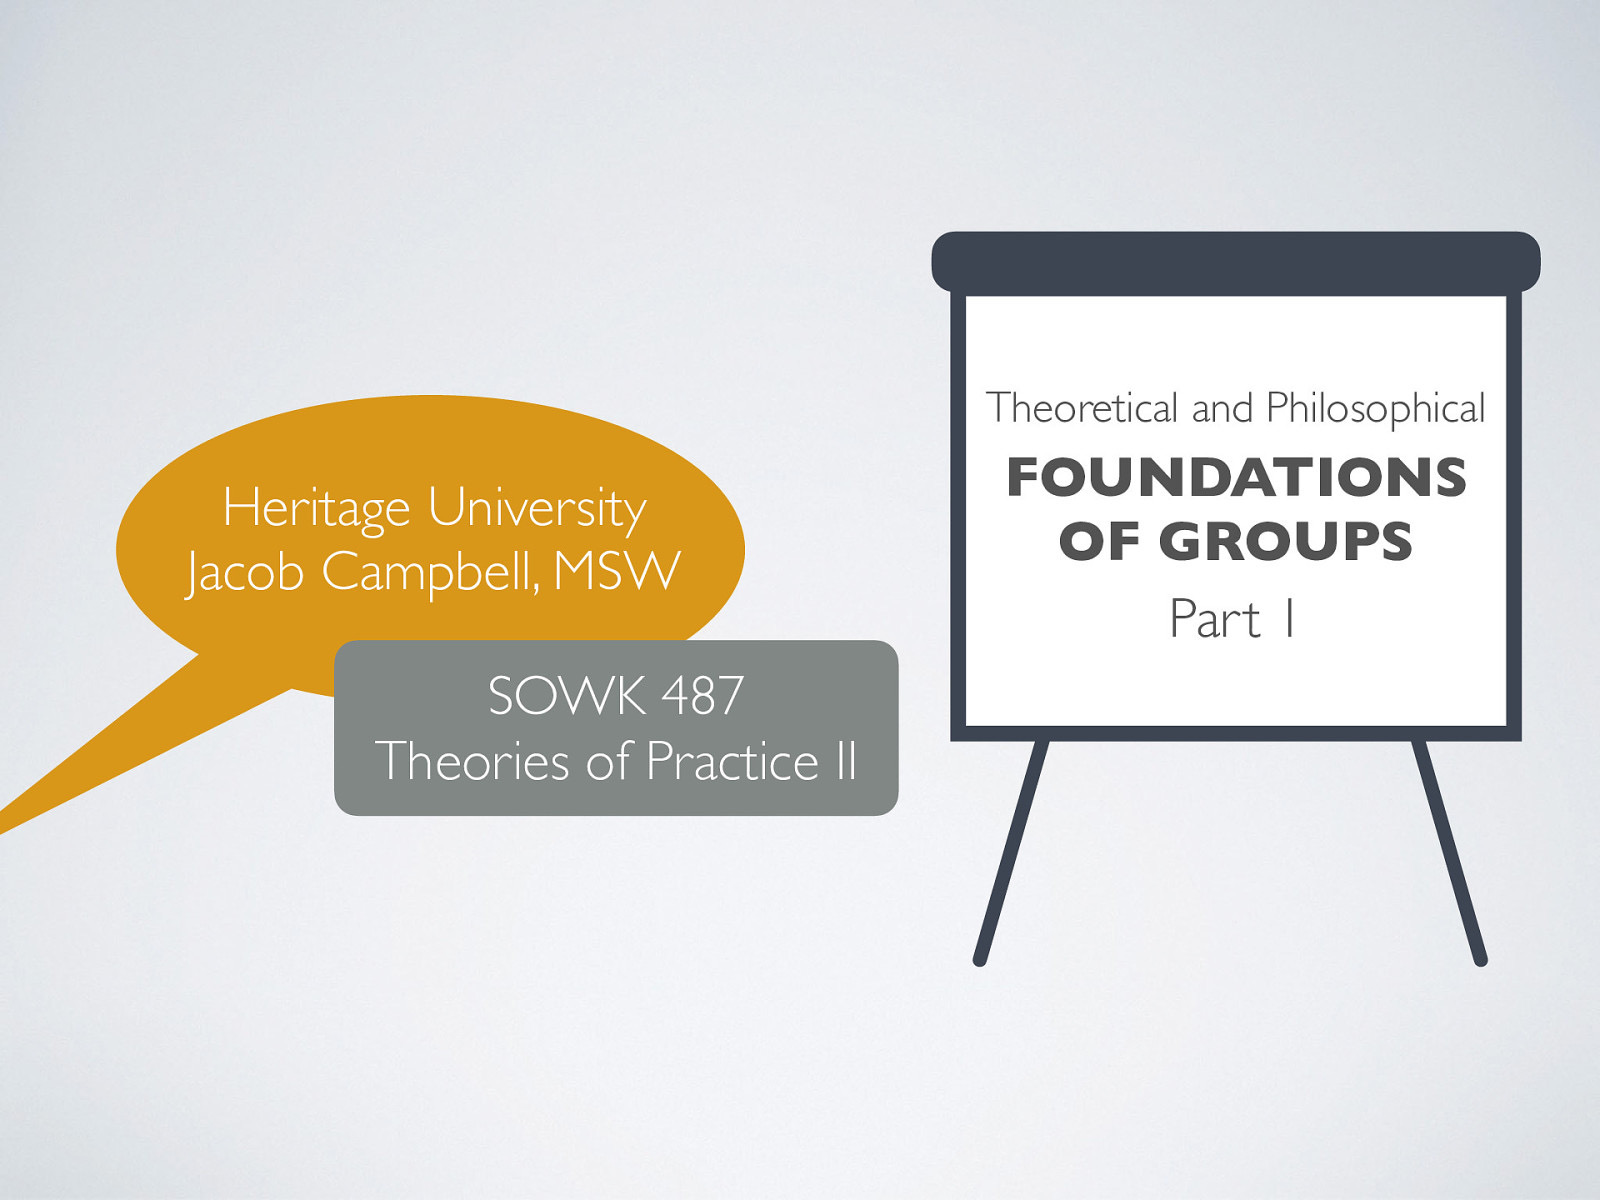 Heritage University
Jacob Campbell, MSW
SOWK 487
Theories of Practice II
Theoretical and Philosophical
FOUNDATIONS
OF GROUPS
Part 1